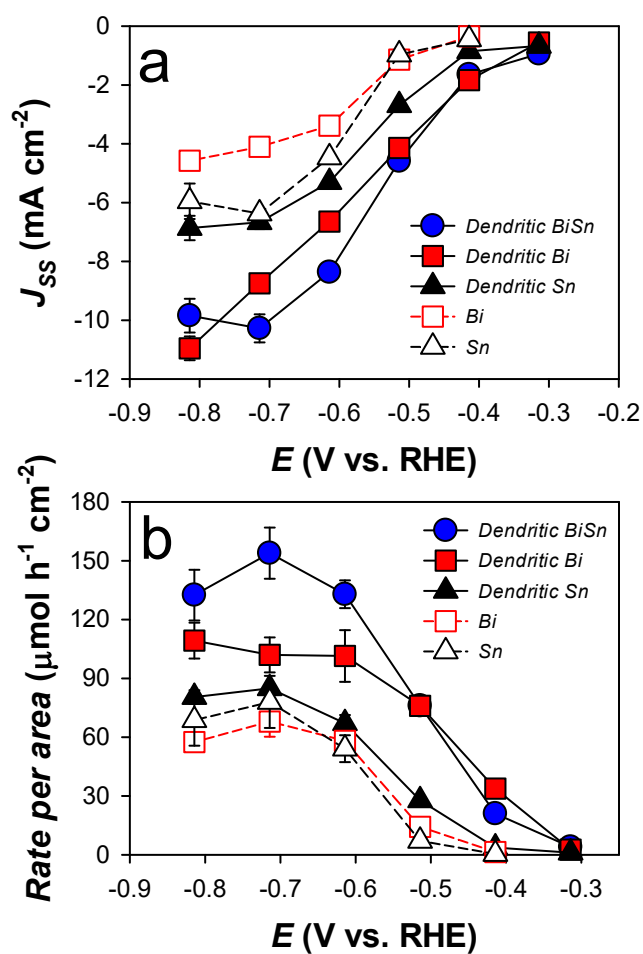 a
0
-2
-4
-6
-8
-10
-12
J_SS (mA cm⁻²)
Dendritic BiSn
Dendritic Bi
Dendritic Sn
Bi
Sn
-0.9 -0.8 -0.7 -0.6 -0.5 -0.4 -0.3 -0.2
E (V vs. RHE)
b
180
150
120
90
60
30
0
Rate per area (μmol h⁻¹ cm⁻²)
Dendritic BiSn
Dendritic Bi
Dendritic Sn
Bi
Sn
-0.9 -0.8 -0.7 -0.6 -0.5 -0.4 -0.3
E (V vs. RHE)